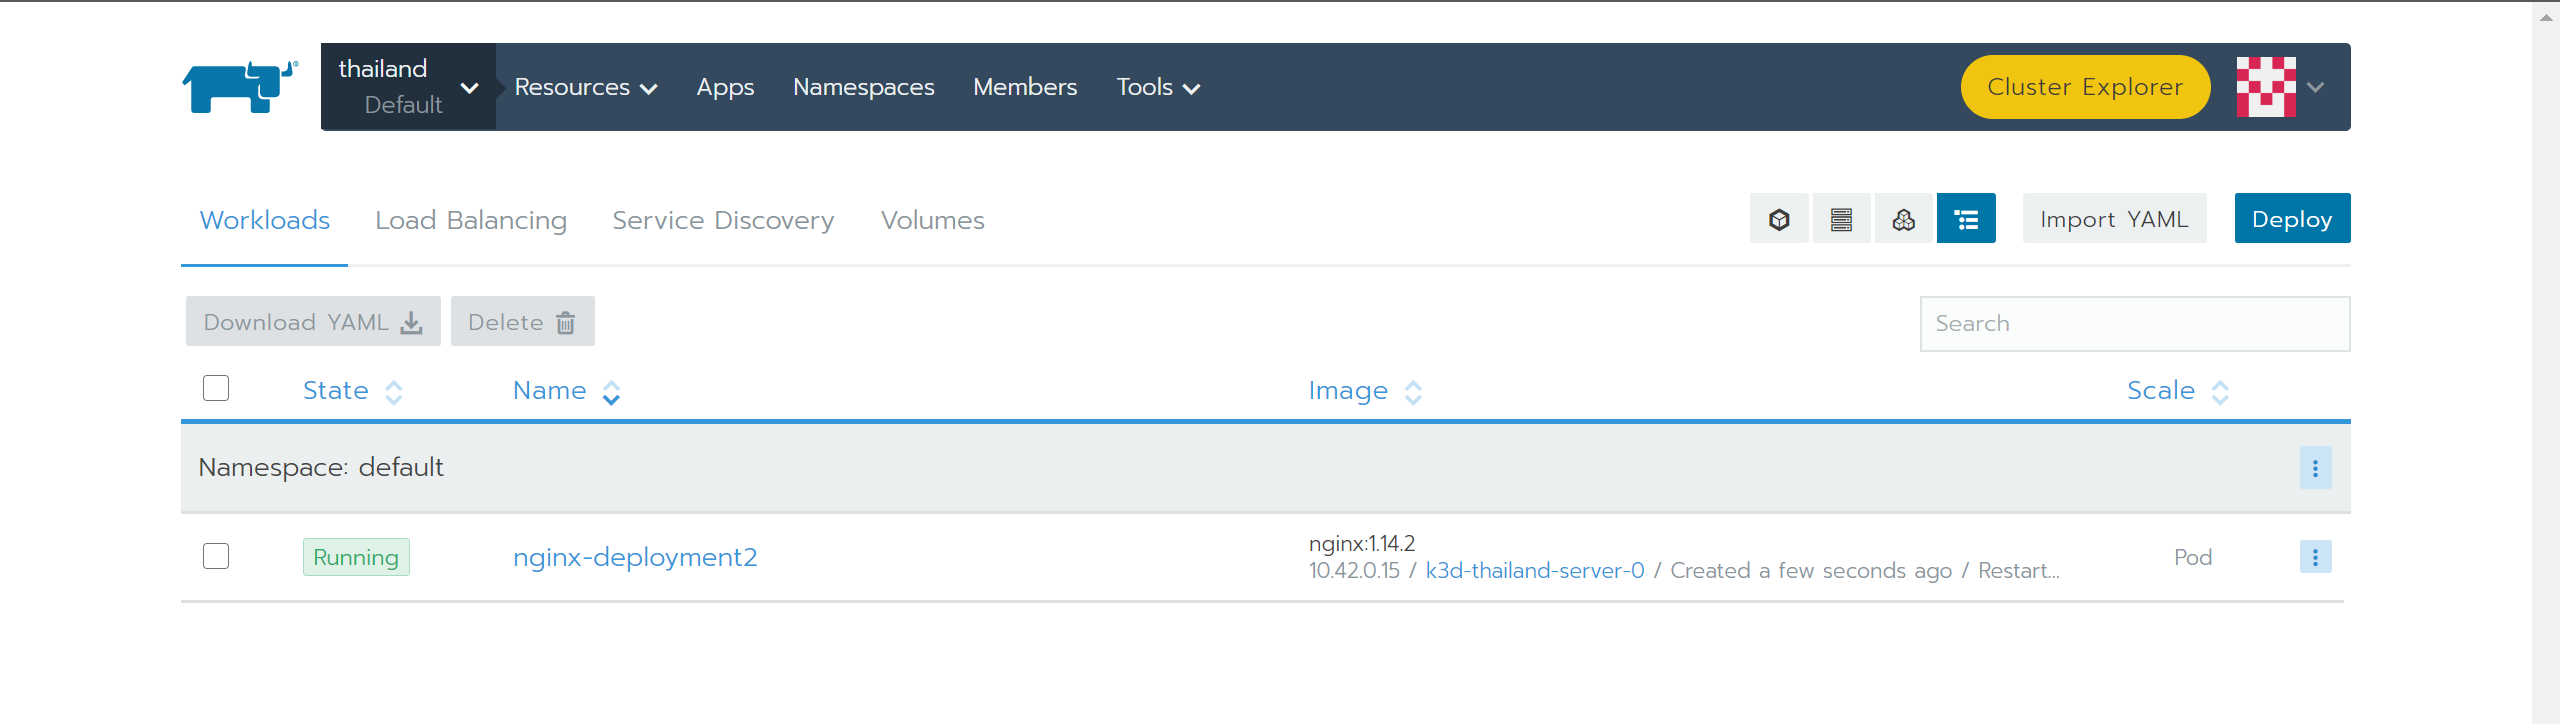 thailand
Default
Resources Apps Namespaces Members Tools Cluster Explorer
Workloads Load Balancing Service Discovery Volumes Import YAML Deploy
Download YAML Delete Search
State Name Image Scale
Namespace: default
Running nginx-deployment2 nginx:1.14.2 Pod
10.42.0.15 / k3d-thailand-server-0 / Created a few seconds ago / Restart...